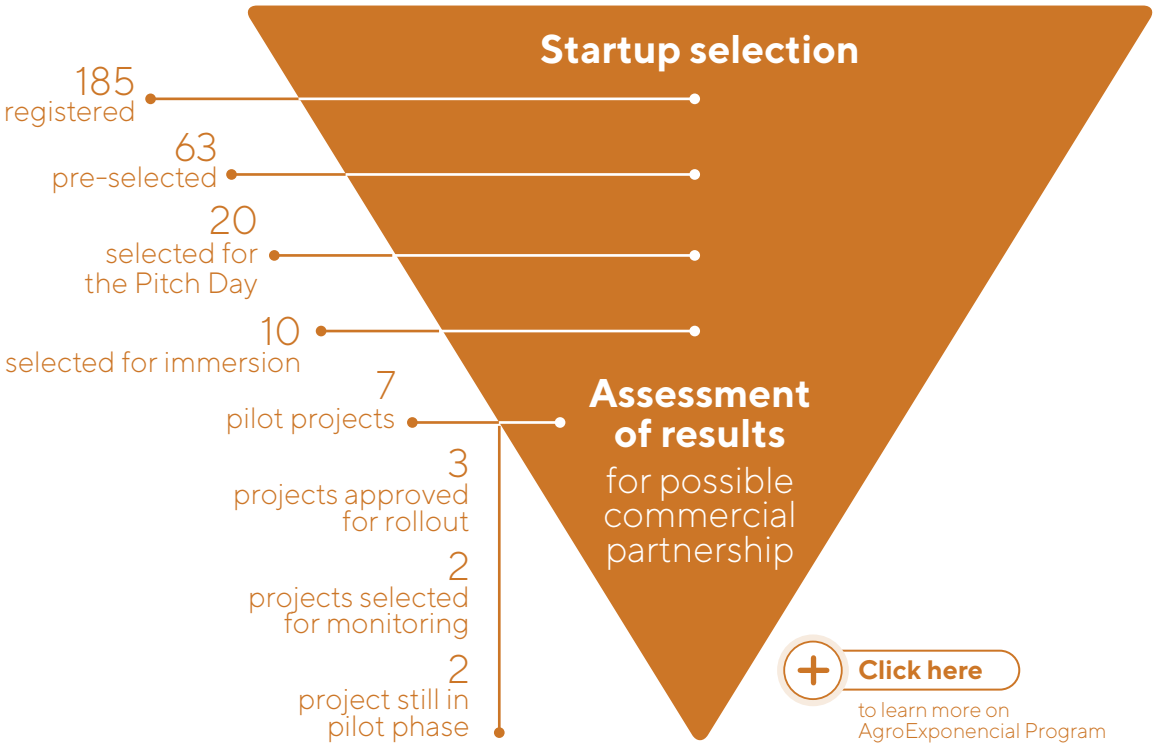 Startup selection
185
registered
63
pre-selected
20
selected for
the Pitch Day
10
selected for immersion
7
pilot projects
Assessment
of results
for possible
commercial
partnership
3
projects approved
for rollout
2
projects selected
for monitoring
2
project still in
pilot phase
Click here
to learn more on
AgroExponencial Program